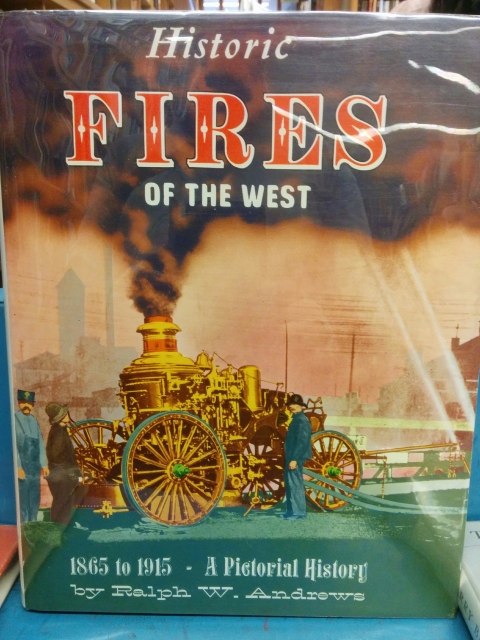 Historic
FIRES
OF THE WEST
1865 to 1915 - A Pictorial History
by Ralph W. Andrews